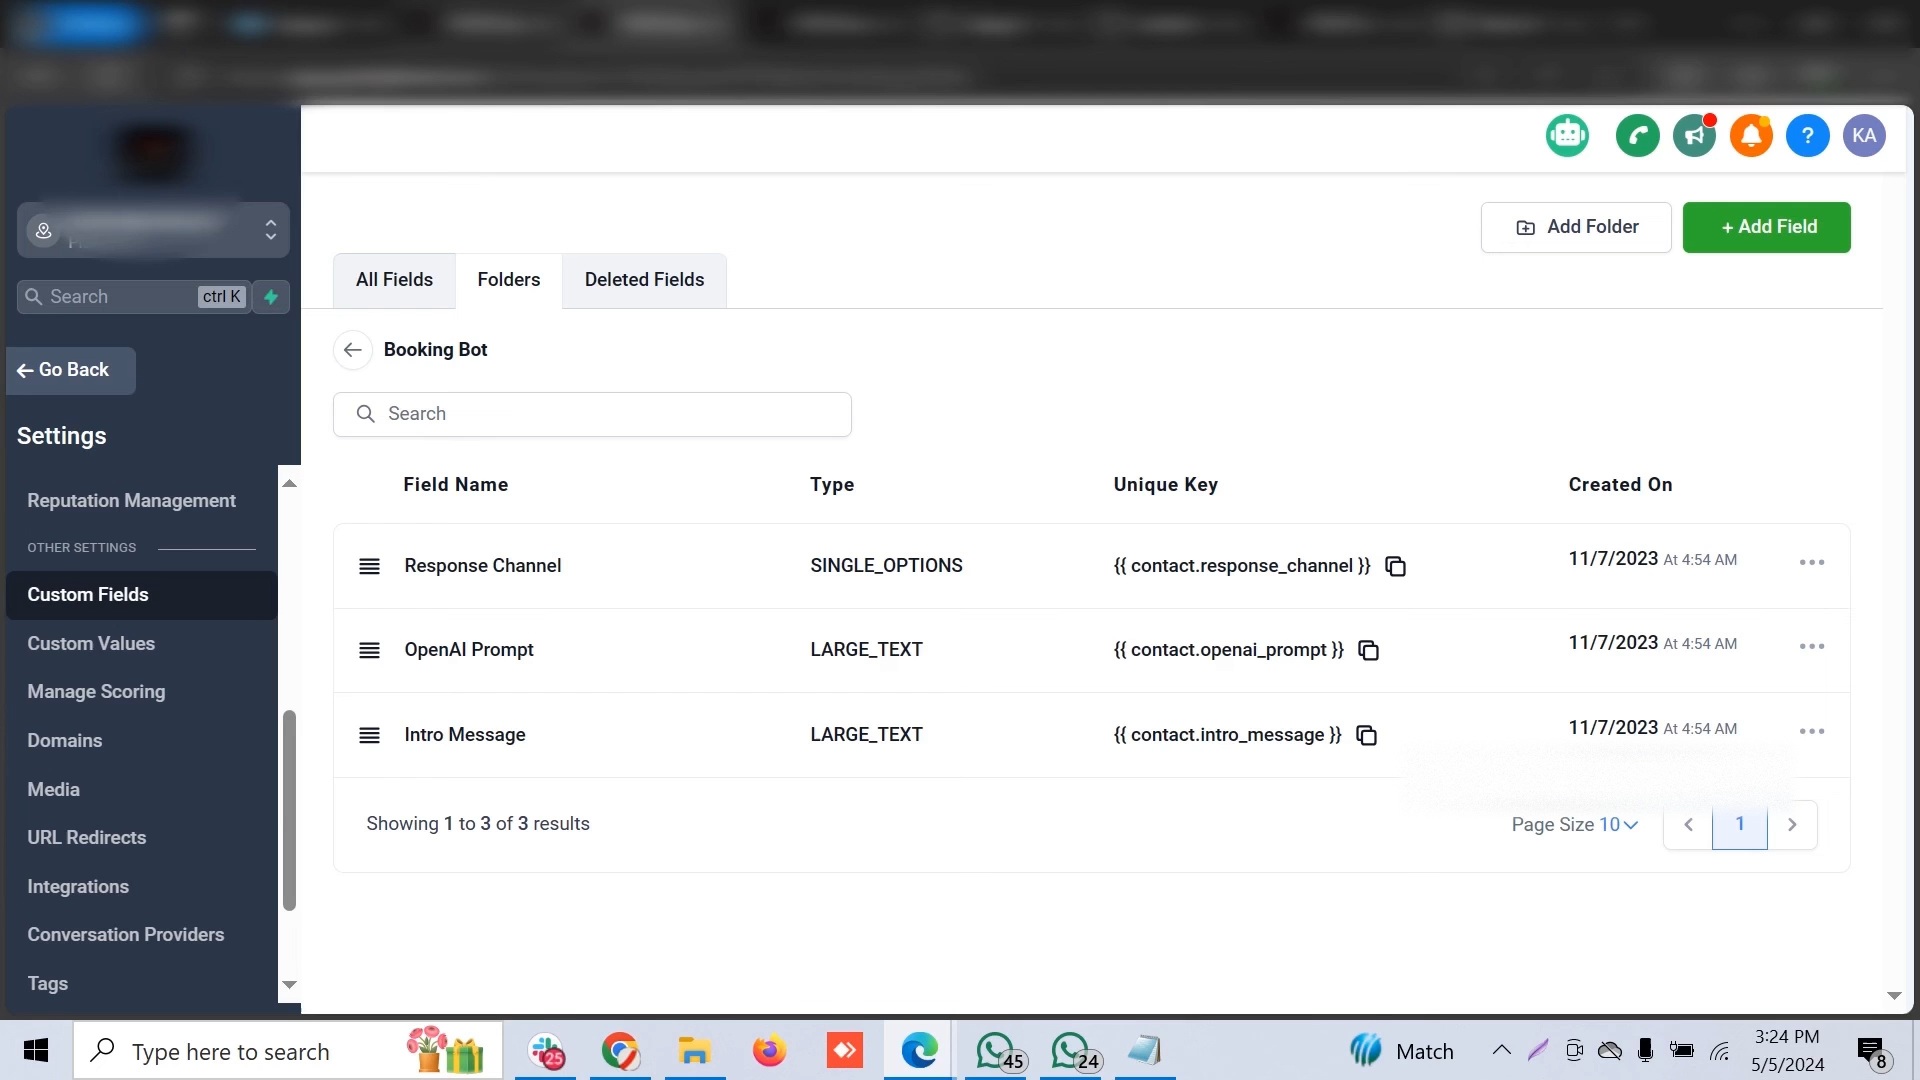 KA
Add Folder
+ Add Field
Search
ctrl K
All Fields
Folders
Deleted Fields
Go Back
Booking Bot
Search
Settings
Field Name
Type
Unique Key
Created On
Reputation Management
OTHER SETTINGS
Response Channel
SINGLE_OPTIONS
{{ contact.response_channel }}
11/7/2023 At 4:54 AM
Custom Fields
Custom Values
OpenAI Prompt
LARGE_TEXT
{{ contact.openai_prompt }}
11/7/2023 At 4:54 AM
Manage Scoring
Domains
Intro Message
LARGE_TEXT
{{ contact.intro_message }}
11/7/2023 At 4:54 AM
Media
URL Redirects
Showing 1 to 3 of 3 results
Page Size 10
1
Integrations
Conversation Providers
Tags
Type here to search
25
45
24
Match
3:24 PM
5/5/2024
8